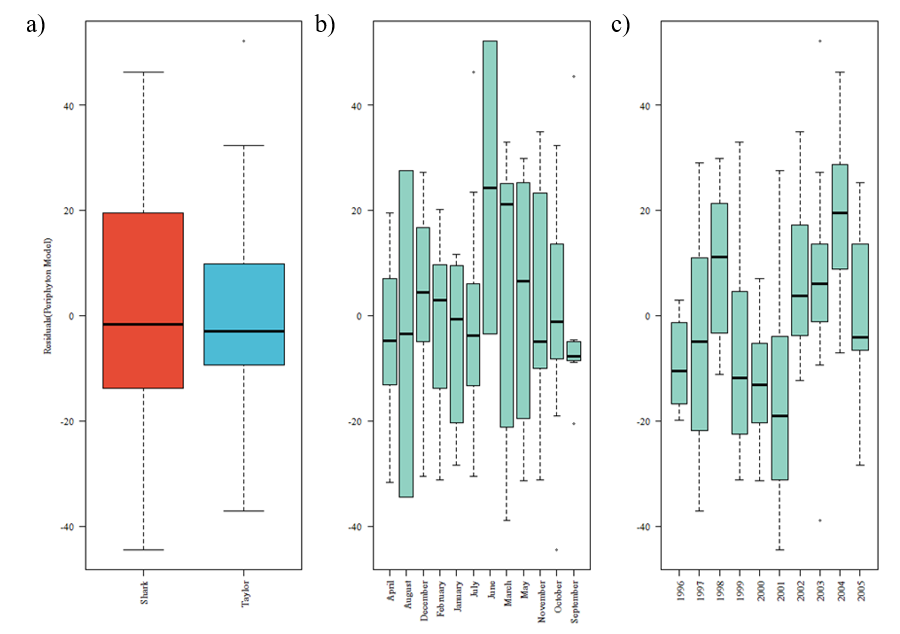 a)
b)
c)
Residuals(Periphyton Model)
40
20
0
-20
-40
Shark
Taylor
40
20
0
-20
-40
April
August
December
February
January
July
June
March
May
November
October
September
40
20
0
-20
-40
1996
1997
1998
1999
2000
2001
2002
2003
2004
2005